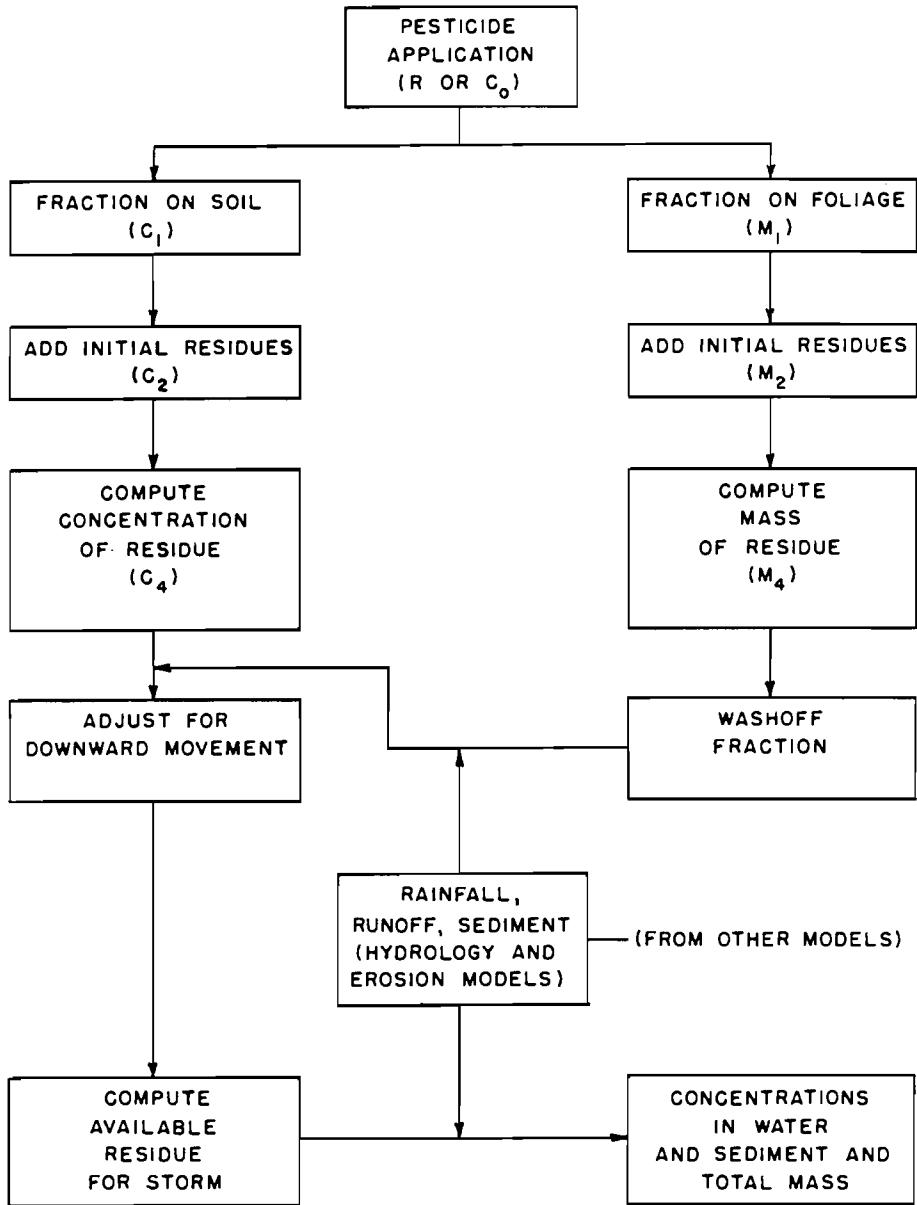 PESTICIDE
APPLICATION
(R OR C₀)
FRACTION ON SOIL
(C₁)
FRACTION ON FOLIAGE
(M₁)
ADD INITIAL RESIDUES
(C₂)
ADD INITIAL RESIDUES
(M₂)
COMPUTE
CONCENTRATION
OF RESIDUE
(C₄)
COMPUTE
MASS
OF RESIDUE
(M₄)
ADJUST FOR
DOWNWARD MOVEMENT
WASHOFF
FRACTION
RAINFALL,
RUNOFF, SEDIMENT
(HYDROLOGY AND
EROSION MODELS)
(FROM OTHER MODELS)
COMPUTE
AVAILABLE
RESIDUE
FOR STORM
CONCENTRATIONS
IN WATER
AND SEDIMENT AND
TOTAL MASS